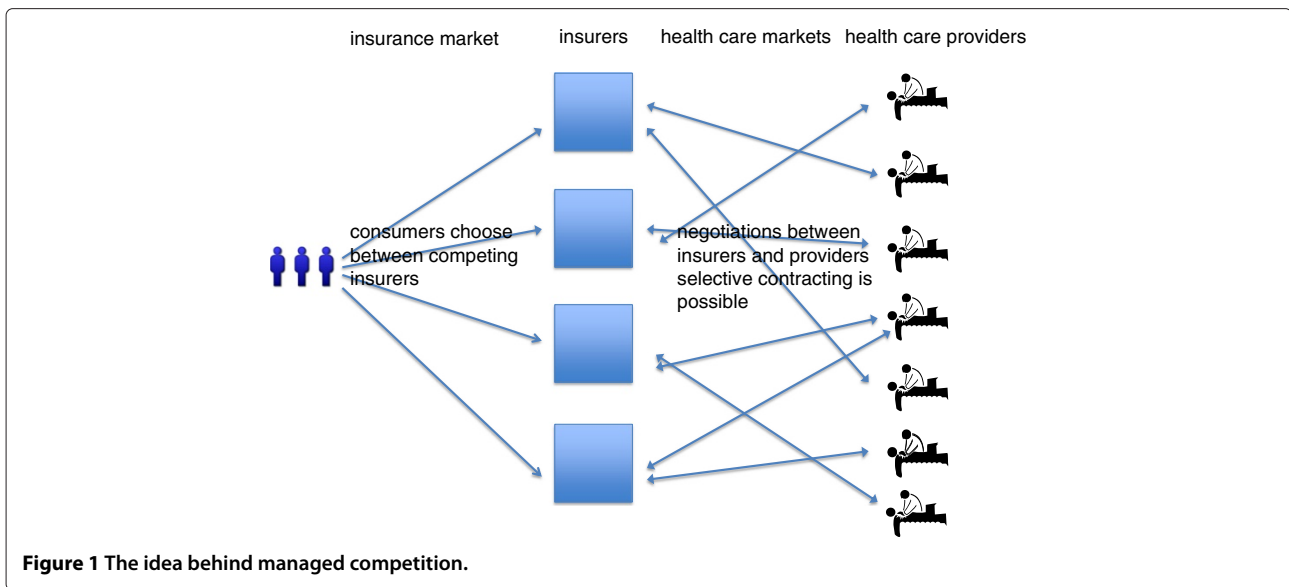 insurance market
insurers
health care markets
health care providers
consumers choose
between competing
insurers
negotiations between
insurers and providers
selective contracting is
possible
Figure 1 The idea behind managed competition.